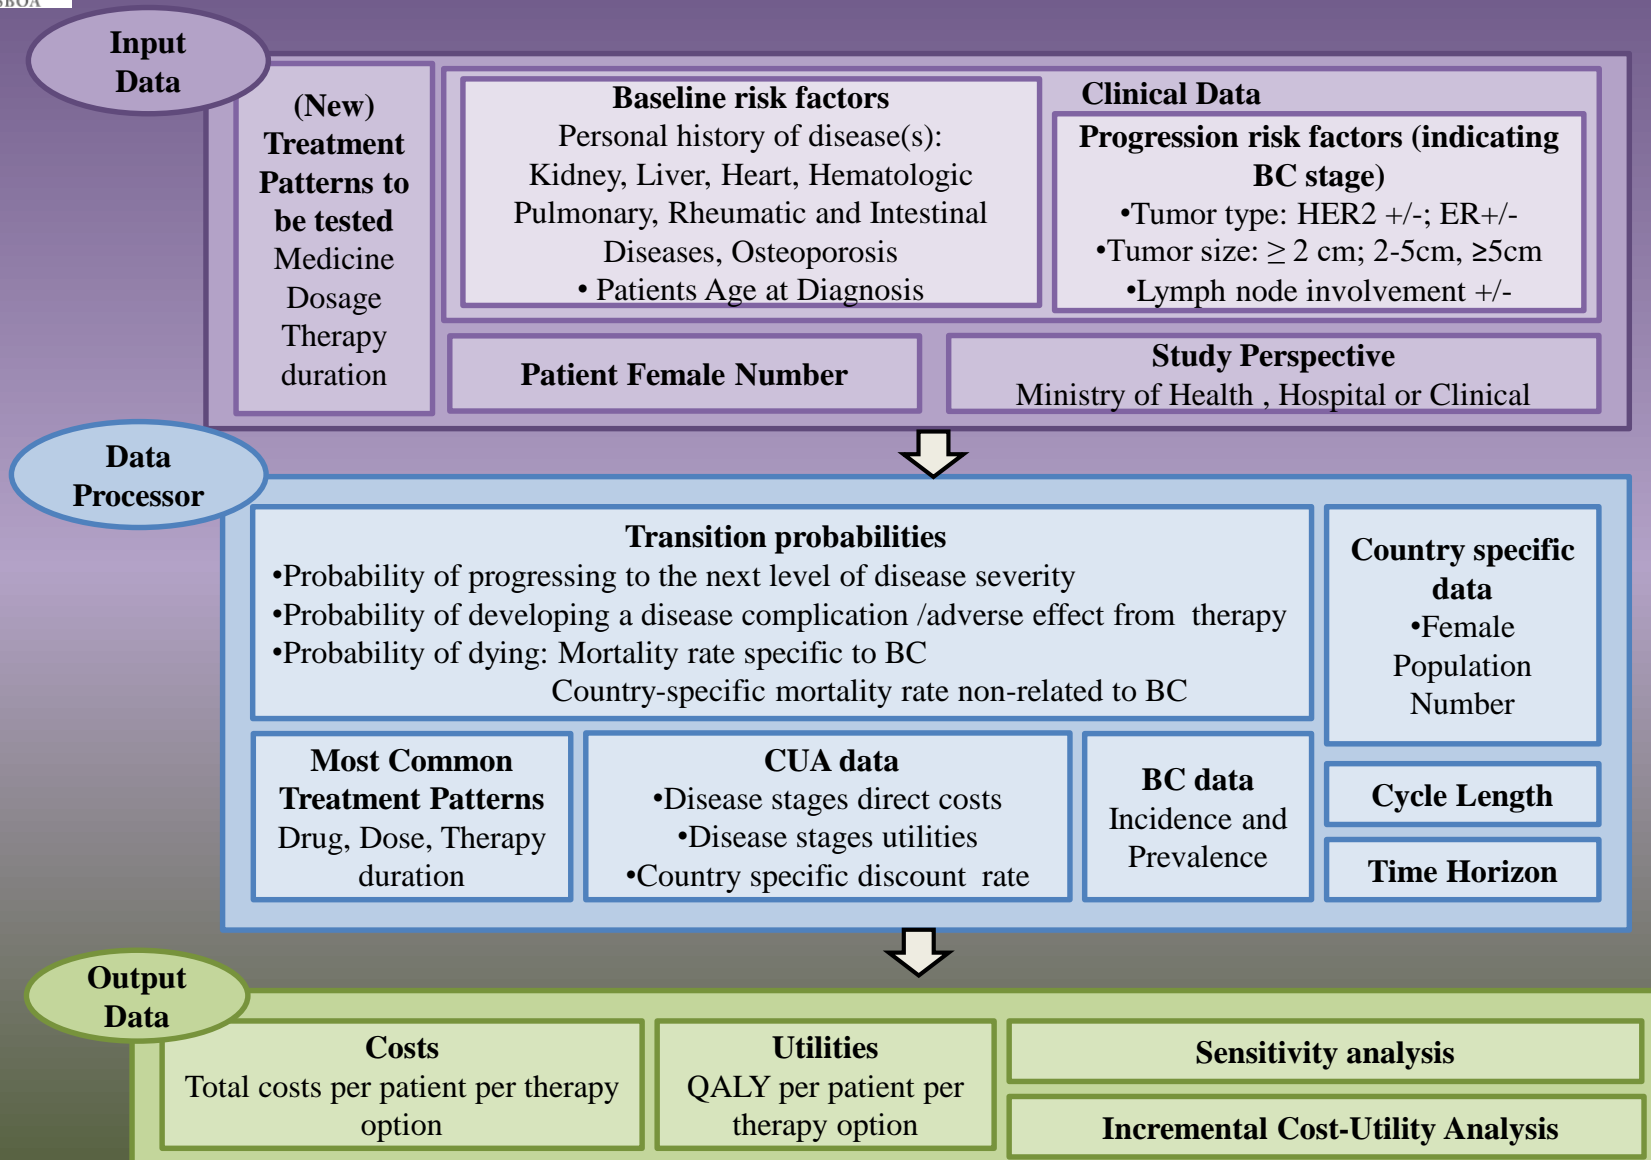 Input
Data
(New)
Treatment
Patterns to
be tested
Medicine
Dosage
Therapy
duration
Baseline risk factors
Personal history of disease(s):
Kidney, Liver, Heart, Hematologic
Pulmonary, Rheumatic and Intestinal
Diseases, Osteoporosis
• Patients Age at Diagnosis
Clinical Data
Progression risk factors (indicating
BC stage)
•Tumor type: HER2 +/-; ER+/-
•Tumor size: ≥ 2 cm; 2-5cm, ≥5cm
•Lymph node involvement +/-
Patient Female Number
Study Perspective
Ministry of Health , Hospital or Clinical
Data
Processor
Transition probabilities
•Probability of progressing to the next level of disease severity
•Probability of developing a disease complication /adverse effect from therapy
•Probability of dying: Mortality rate specific to BC
Country-specific mortality rate non-related to BC
Country specific
data
•Female
Population
Number
Most Common
Treatment Patterns
Drug, Dose, Therapy
duration
CUA data
•Disease stages direct costs
•Disease stages utilities
•Country specific discount rate
BC data
Incidence and
Prevalence
Cycle Length
Time Horizon
Output
Data
Costs
Total costs per patient per therapy
option
Utilities
QALY per patient per
therapy option
Sensitivity analysis
Incremental Cost-Utility Analysis